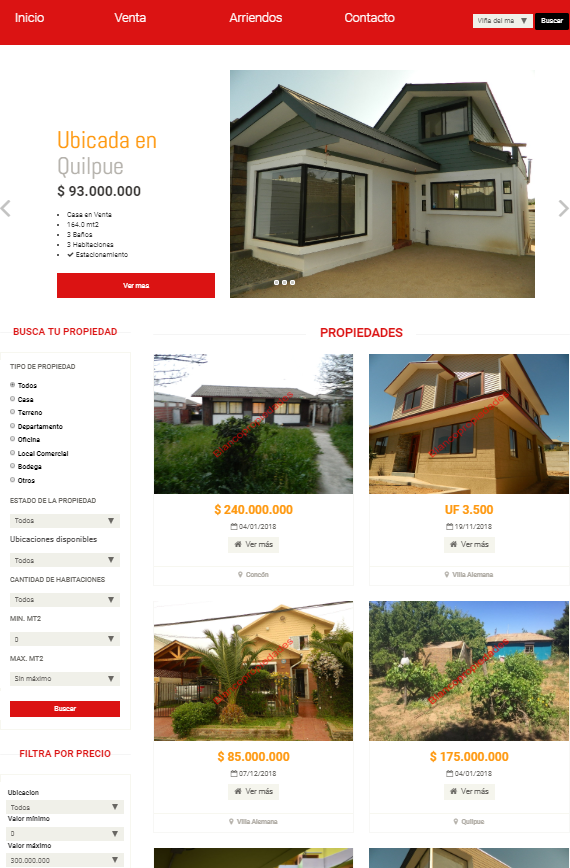 Inicio
Venta
Arriendos
Contacto
Viña del ma
Buscar
Ubicada en
Quilpue
$ 93.000.000
Casa en Venta
164.0 mt2
3 Baños
3 Habitaciones
Estacionamiento
Ver mas
BUSCA TU PROPIEDAD
TIPO DE PROPIEDAD
Todos
Casa
Terreno
Departamento
Oficina
Local Comercial
Bodega
Otros
ESTADO DE LA PROPIEDAD
Todos
Ubicaciones disponibles
Todos
CANTIDAD DE HABITACIONES
Todos
MIN. MT2
0
MAX. MT2
Sin máximo
Buscar
FILTRA POR PRECIO
Ubicacion
Todos
Valor mínimo
0
Valor máximo
300.000.000
PROPIEDADES
$ 240.000.000
04/01/2018
Ver más
Concón
UF 3.500
19/11/2018
Ver más
Villa Alemana
$ 85.000.000
07/12/2018
Ver más
Villa Alemana
$ 175.000.000
04/01/2018
Ver más
Quilpue